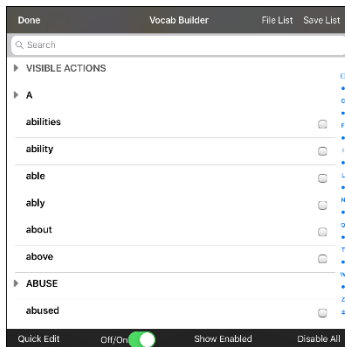 Done Vocab Builder File List Save List
Search
VISIBLE ACTIONS
A
abilities
ability
able
ably
about
above
ABUSE
abused
Quick Edit Off/On Show Enabled Disable All